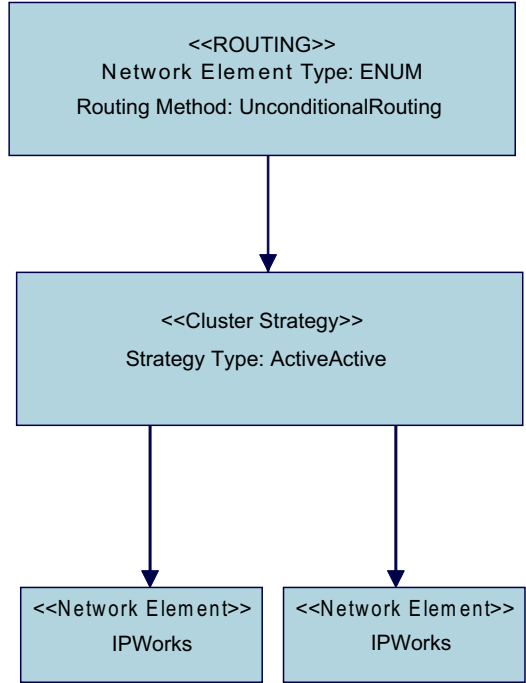 <<ROUTING>>
Network Element Type: ENUM
Routing Method: UnconditionalRouting
<<Cluster Strategy>>
Strategy Type: ActiveActive
<<Network Element>>
IPWorks
<<Network Element>>
IPWorks